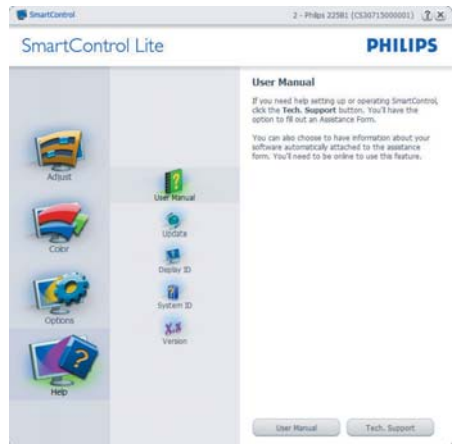 SmartControl
2 - Philips 225B1 (CS30715000001)
SmartControl Lite
PHILIPS
Adjust
Color
Options
Help
User Manual
Update
Display ID
System ID
Version
User Manual
If you need help setting up or operating SmartControl,
click the Tech. Support button. You'll have the
option to fill out an Assistance Form.
You can also choose to have information about your
software automatically attached to the assistance
form. You'll need to be online to use this feature.
User Manual
Tech. Support